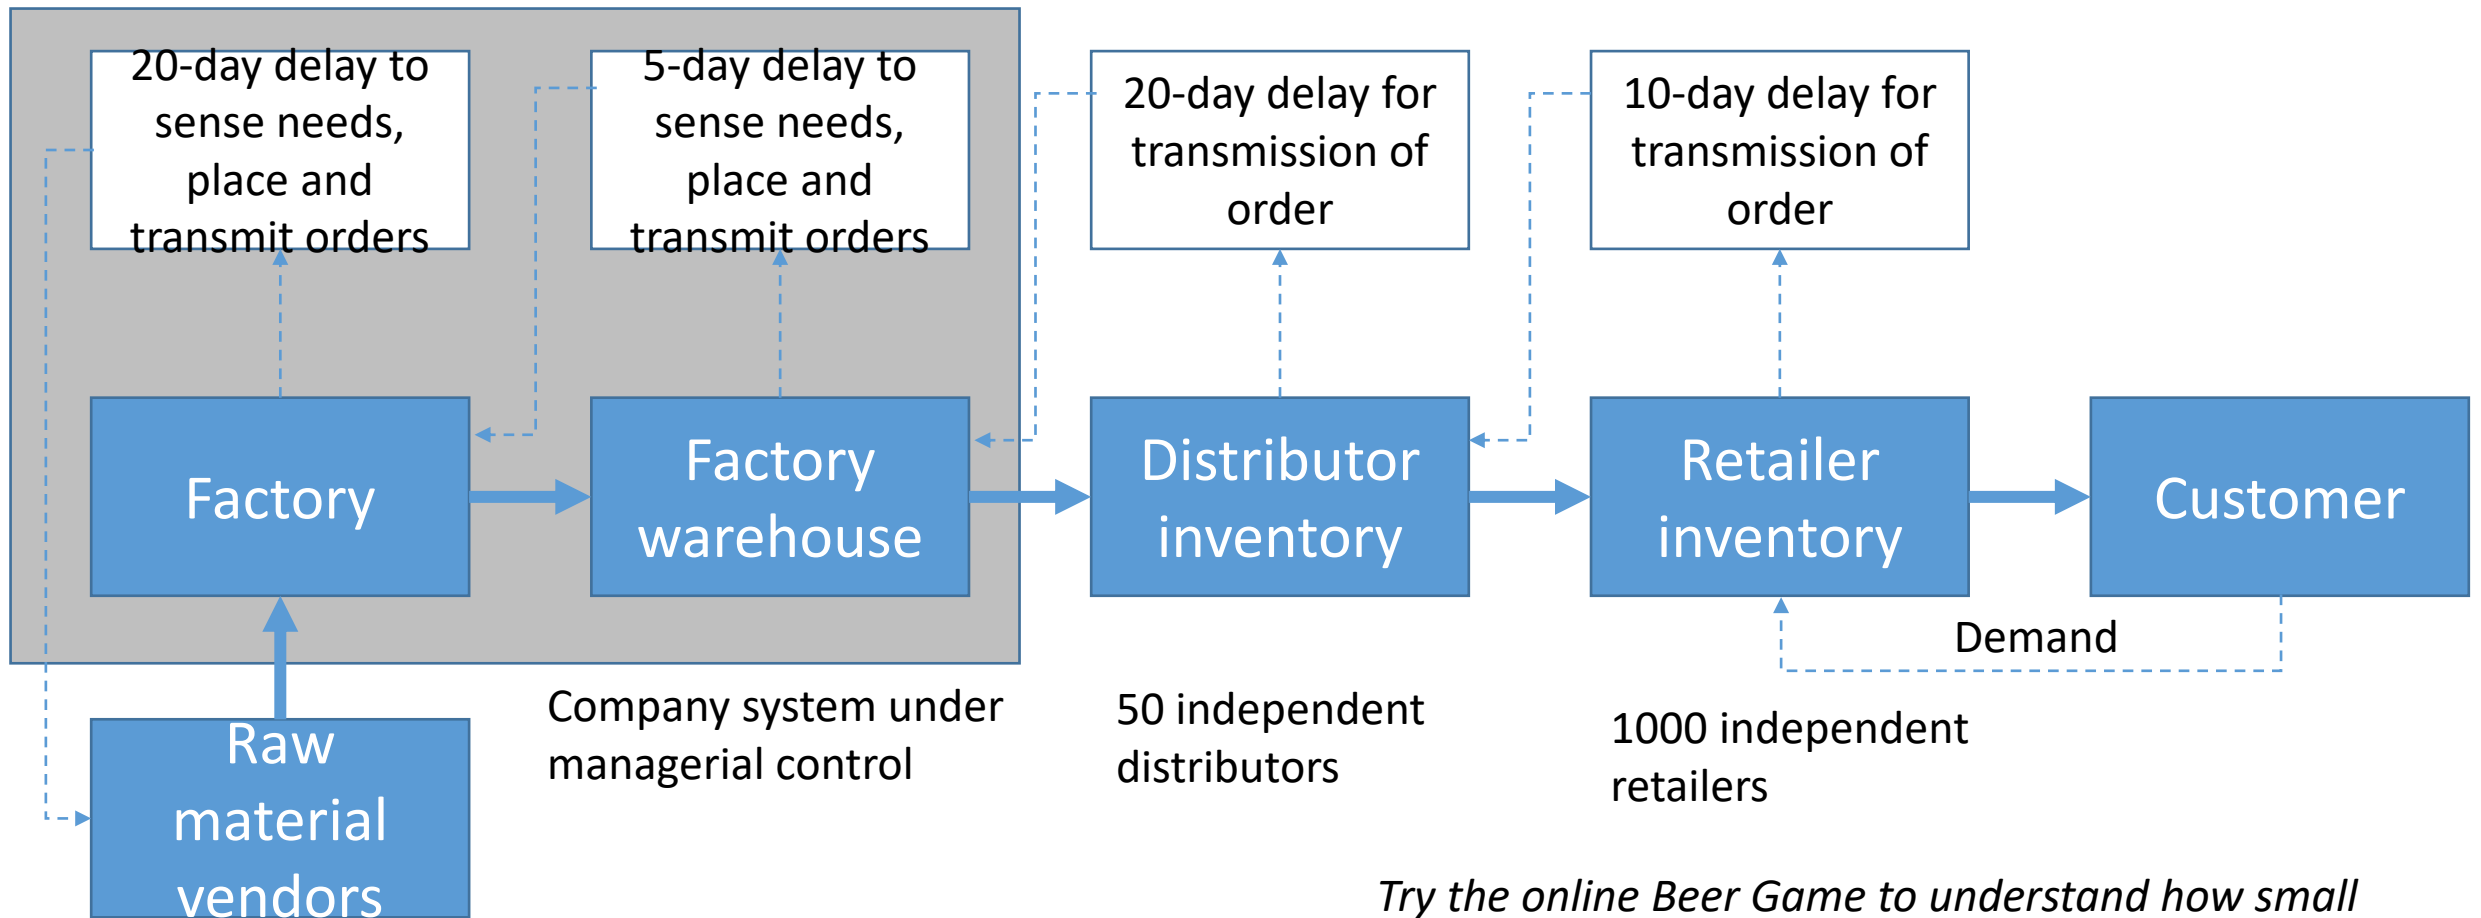 20-day delay to
sense needs,
place and
transmit orders
5-day delay to
sense needs,
place and
transmit orders
20-day delay for
transmission of
order
10-day delay for
transmission of
order
Factory
Factory
warehouse
Distributor
inventory
Retailer
inventory
Customer
Demand
Company system under
managerial control
50 independent
distributors
1000 independent
retailers
Raw
material
vendors
Try the online Beer Game to understand how small